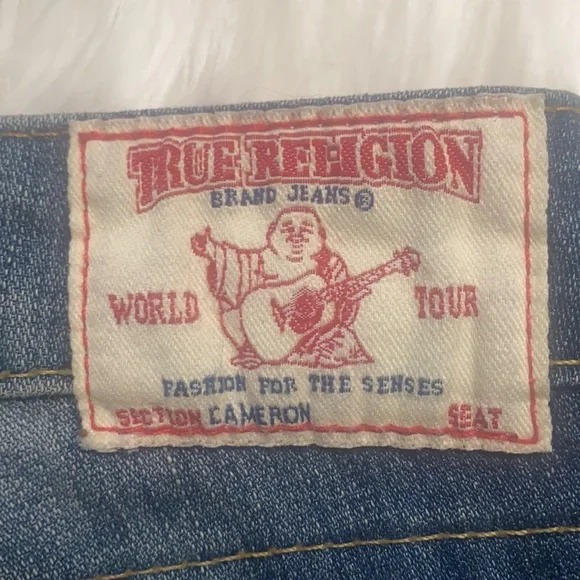 TRUE RELIGION
BRAND JEANS®
WORLD TOUR
FASHION FOR THE SENSES
SECTION CAMERON SEAT